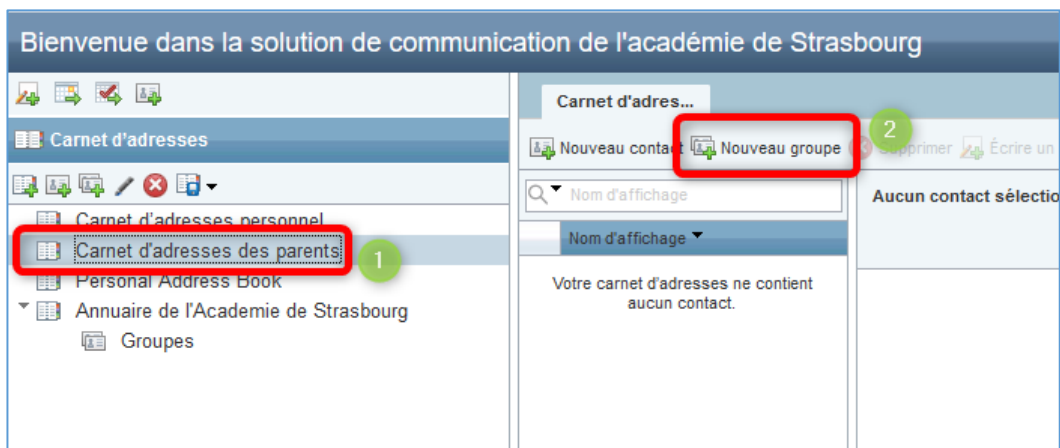 Bienvenue dans la solution de communication de l'académie de Strasbourg
Carnet d'adresses
Carnet d'adresses personnel
Carnet d'adresses des parents
1
Personal Address Book
Annuaire de l'Academie de Strasbourg
Groupes
Carnet d'adres...
2
Nouveau contact Nouveau groupe Supprimer Écrire un
Nom d'affichage
Aucun contact sélectio
Nom d'affichage
Votre carnet d'adresses ne contient
aucun contact.